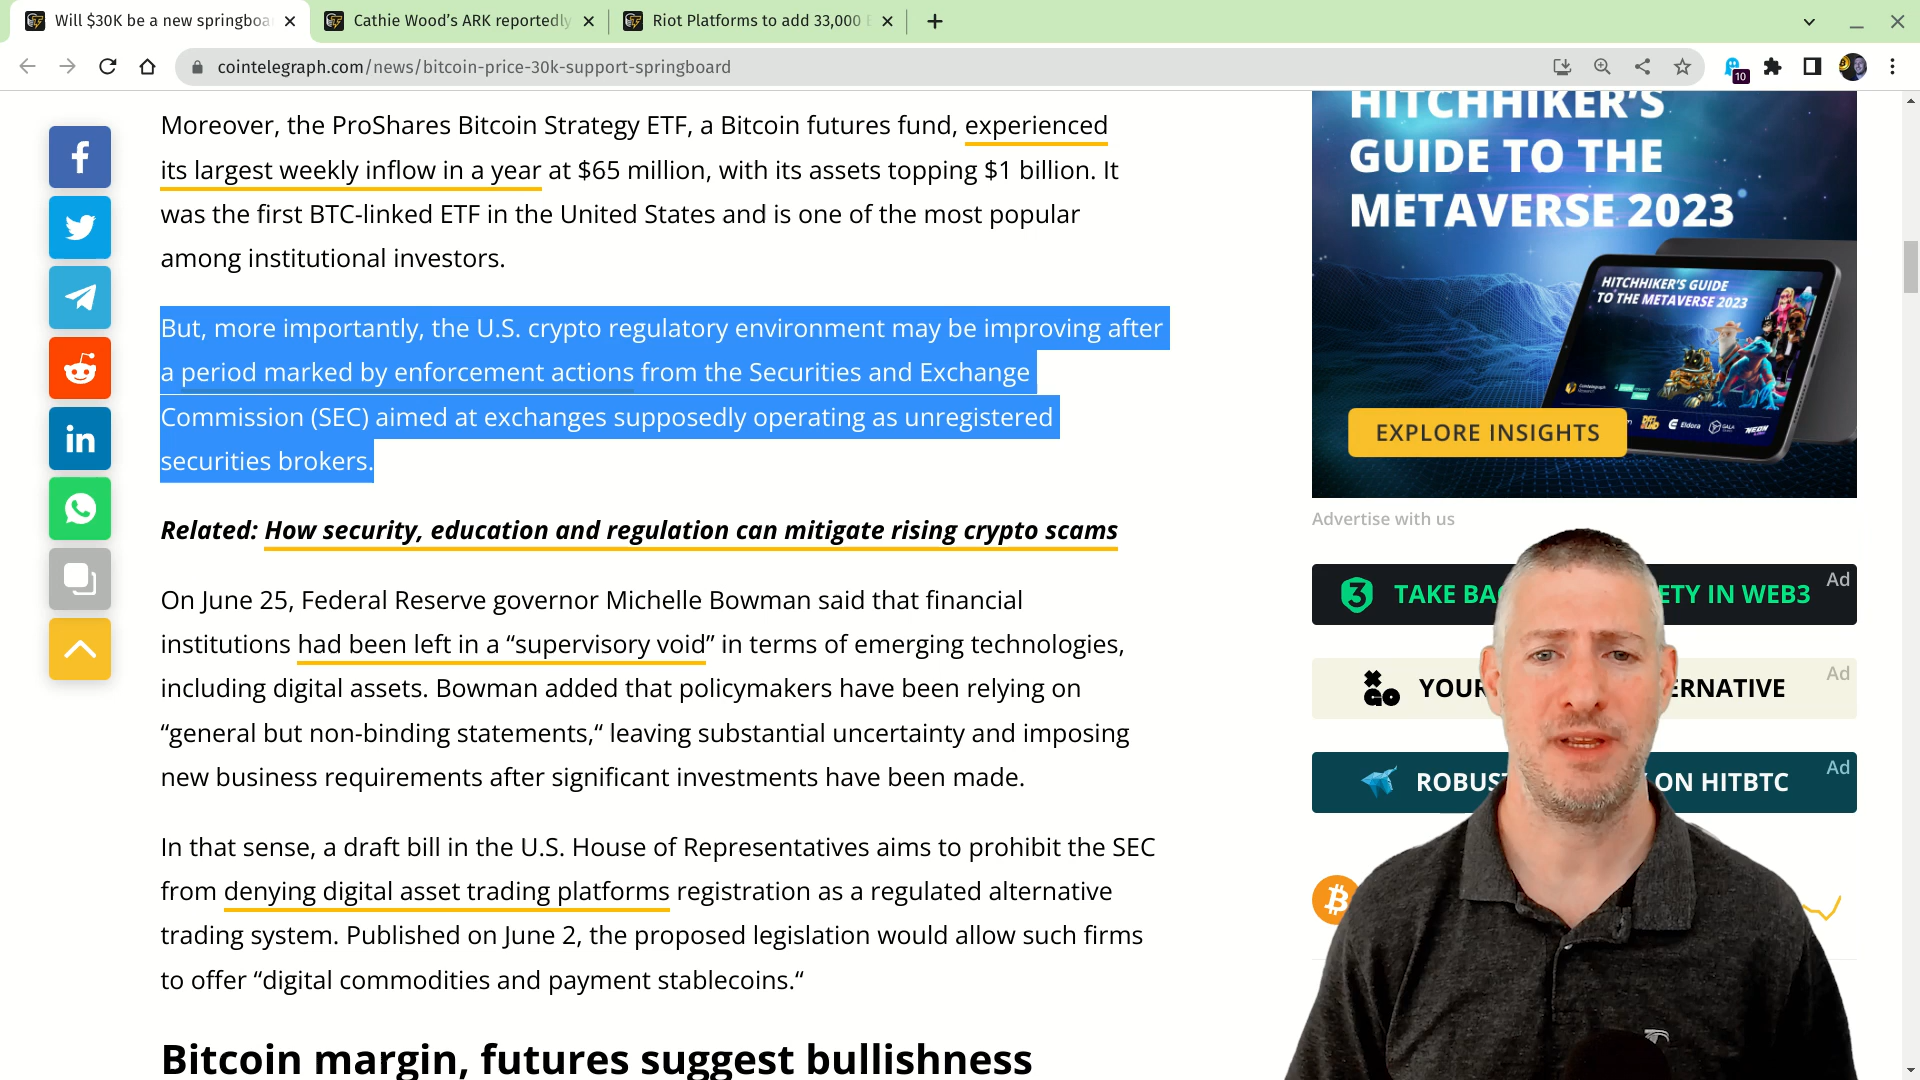 Will $30K be a new springboa
Cathie Wood's ARK reportedly
Riot Platforms to add 33,000
cointelegraph.com/news/bitcoin-price-30k-support-springboard
10
Moreover, the ProShares Bitcoin Strategy ETF, a Bitcoin futures fund, experienced
its largest weekly inflow in a year at $65 million, with its assets topping $1 billion. It
was the first BTC-linked ETF in the United States and is one of the most popular
among institutional investors.
But, more importantly, the U.S. crypto regulatory environment may be improving after
a period marked by enforcement actions from the Securities and Exchange
Commission (SEC) aimed at exchanges supposedly operating as unregistered
securities brokers.
Related: How security, education and regulation can mitigate rising crypto scams
On June 25, Federal Reserve governor Michelle Bowman said that financial
institutions had been left in a “supervisory void” in terms of emerging technologies,
including digital assets. Bowman added that policymakers have been relying on
“general but non-binding statements,“ leaving substantial uncertainty and imposing
new business requirements after significant investments have been made.
In that sense, a draft bill in the U.S. House of Representatives aims to prohibit the SEC
from denying digital asset trading platforms registration as a regulated alternative
trading system. Published on June 2, the proposed legislation would allow such firms
to offer “digital commodities and payment stablecoins.“
Bitcoin margin, futures suggest bullishness
HITCHHIKER'S
GUIDE TO THE
METAVERSE 2023
HITCHHIKER'S GUIDE
TO THE METAVERSE 2023
EXPLORE INSIGHTS
Advertise with us
TAKE BA ETY IN WEB3
Ad
YOUR ERNATIVE
Ad
ROBUST ON HITBTC
Ad